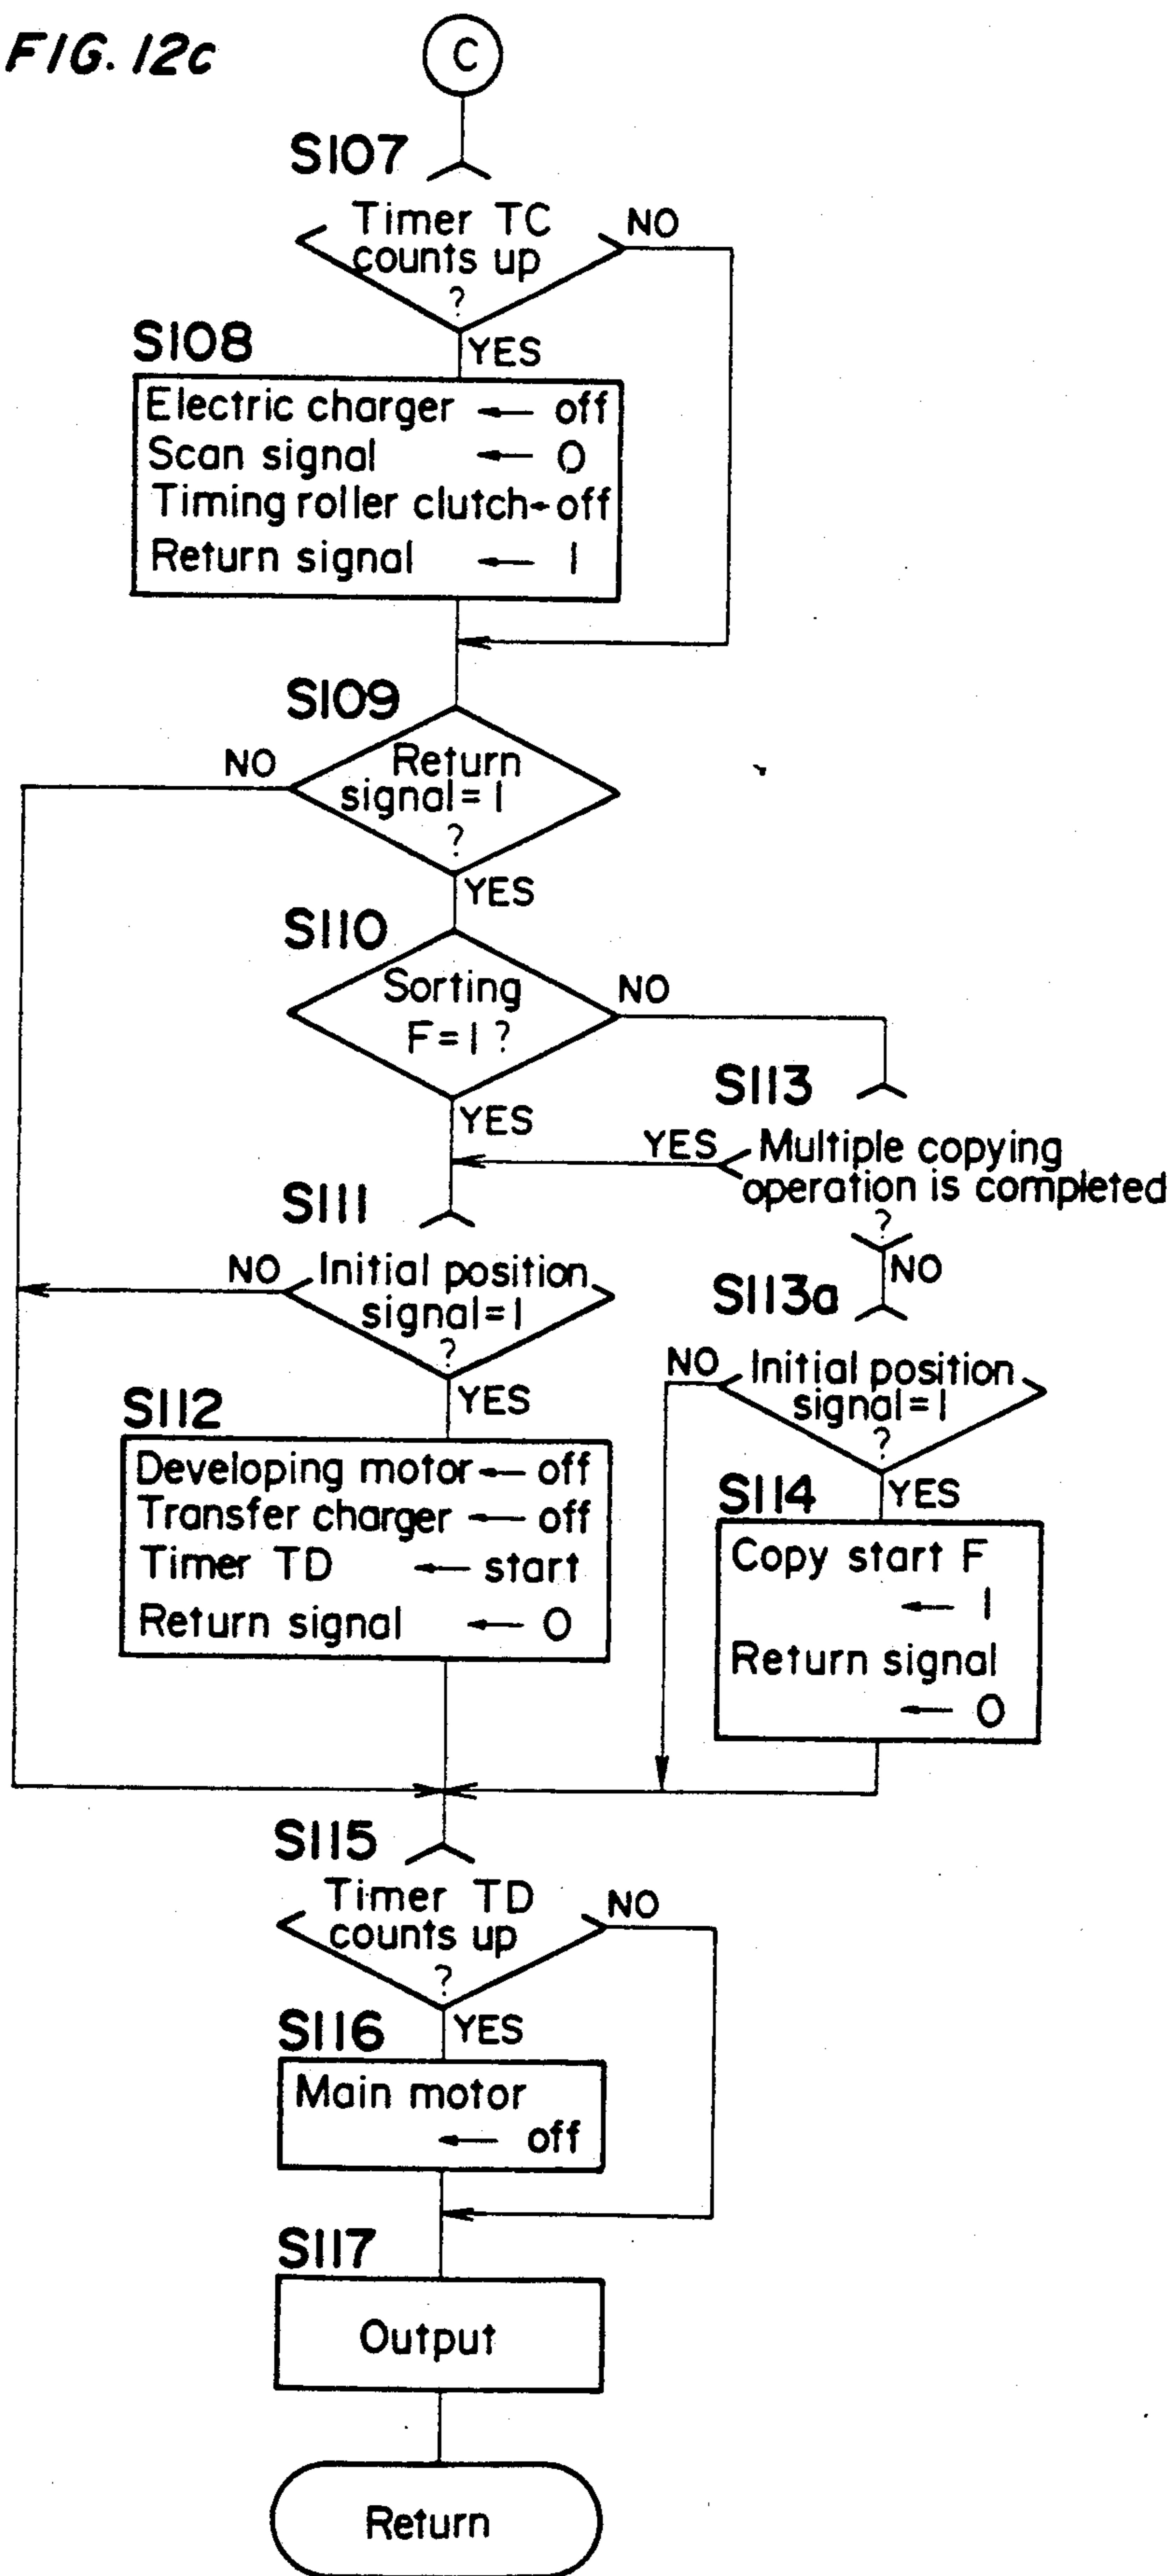 FIG. 12c
C
S107
Timer TC
counts up
?
NO
YES
S108
Electric charger ← off
Scan signal ← 0
Timing roller clutch ← off
Return signal ← 1
S109
NO
Return
signal = 1
?
YES
S110
Sorting
F = 1 ?
NO
YES
S113
YES
Multiple copying
operation is completed
?
NO
S111
NO
Initial position
signal = 1
?
YES
S113a
NO
Initial position
signal = 1
?
YES
S112
Developing motor ← off
Transfer charger ← off
Timer TD ← start
Return signal ← 0
S114
Copy start F
← 1
Return signal
← 0
S115
Timer TD
counts up
?
NO
YES
S116
Main motor
← off
S117
Output
Return